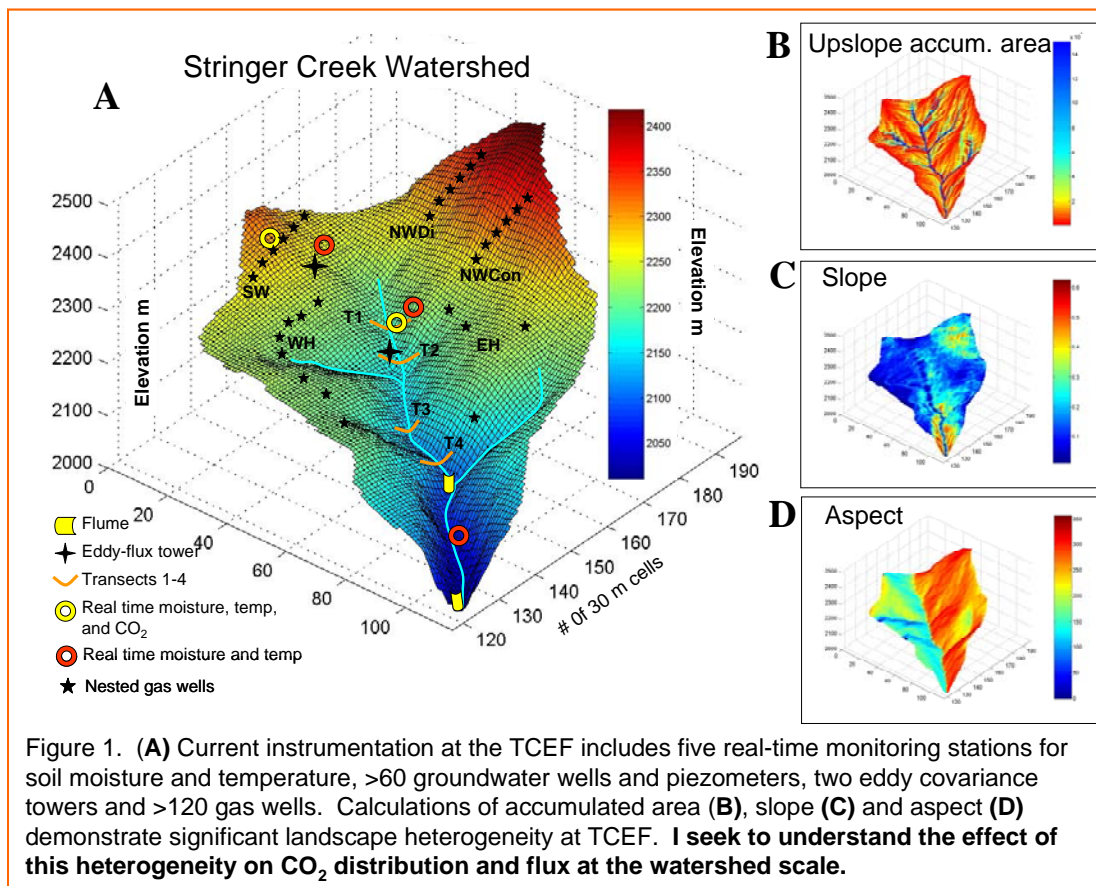 Stringer Creek Watershed
A
2500
2400
2300
2200
2100
2000
Elevation m
0
20
40
60
80
100
120
130
140
150
160
170
180
190
# 0f 30 m cells
Elevation m
2400
2350
2300
2250
2200
2150
2100
2050
NWDi
NWCon
SW
WH
EH
T1
T2
T3
T4
Flume
Eddy-flux tower
Transects 1-4
Real time moisture, temp,
and CO2
Real time moisture and temp
Nested gas wells
B
Upslope accum. area
C
Slope
D
Aspect
Figure 1. (A) Current instrumentation at the TCEF includes five real-time monitoring stations for
soil moisture and temperature, >60 groundwater wells and piezometers, two eddy covariance
towers and >120 gas wells. Calculations of accumulated area (B), slope (C) and aspect (D)
demonstrate significant landscape heterogeneity at TCEF. I seek to understand the effect of
this heterogeneity on CO2 distribution and flux at the watershed scale.